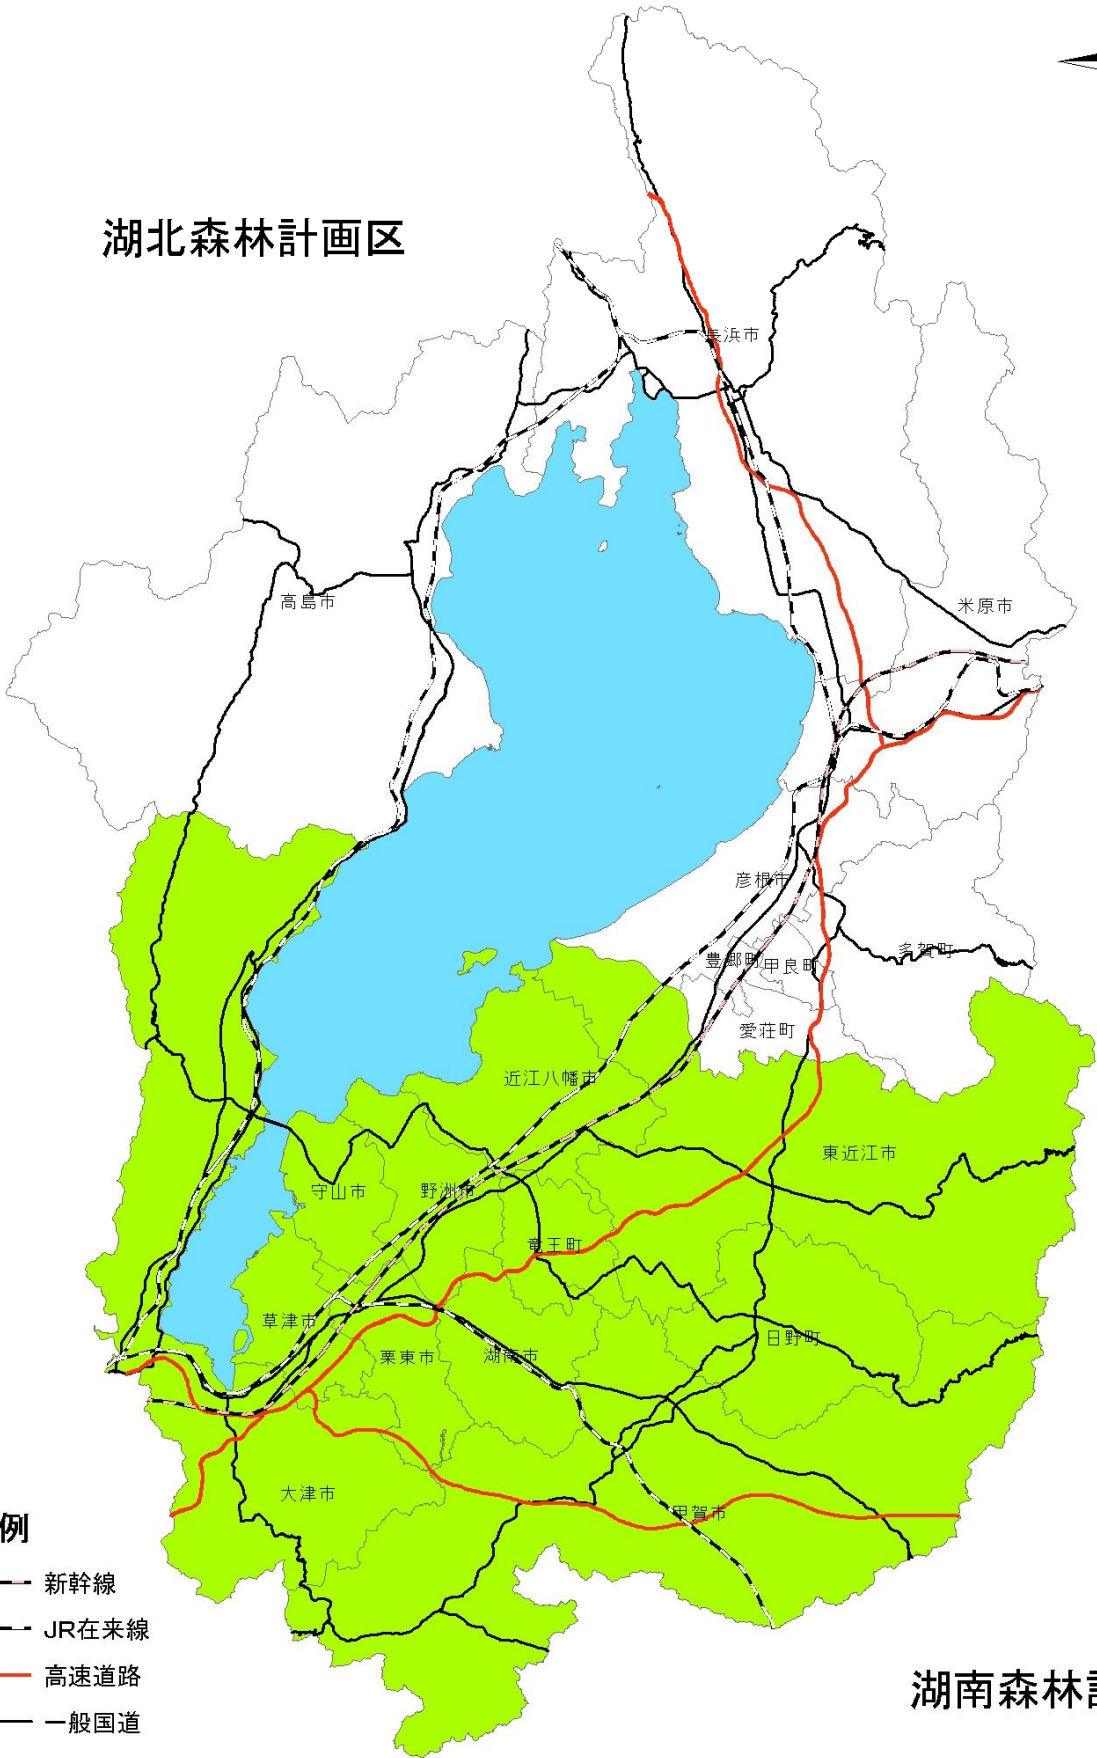 湖北森林計画区
長浜市
高島市
米原市
彦根市
豊郷町
甲良町
多賀町
愛荘町
近江八幡市
東近江市
守山市
野洲市
竜王町
草津市
栗東市
湖南市
日野町
大津市
甲賀市
例
新幹線
JR在来線
高速道路
一般国道
湖南森林